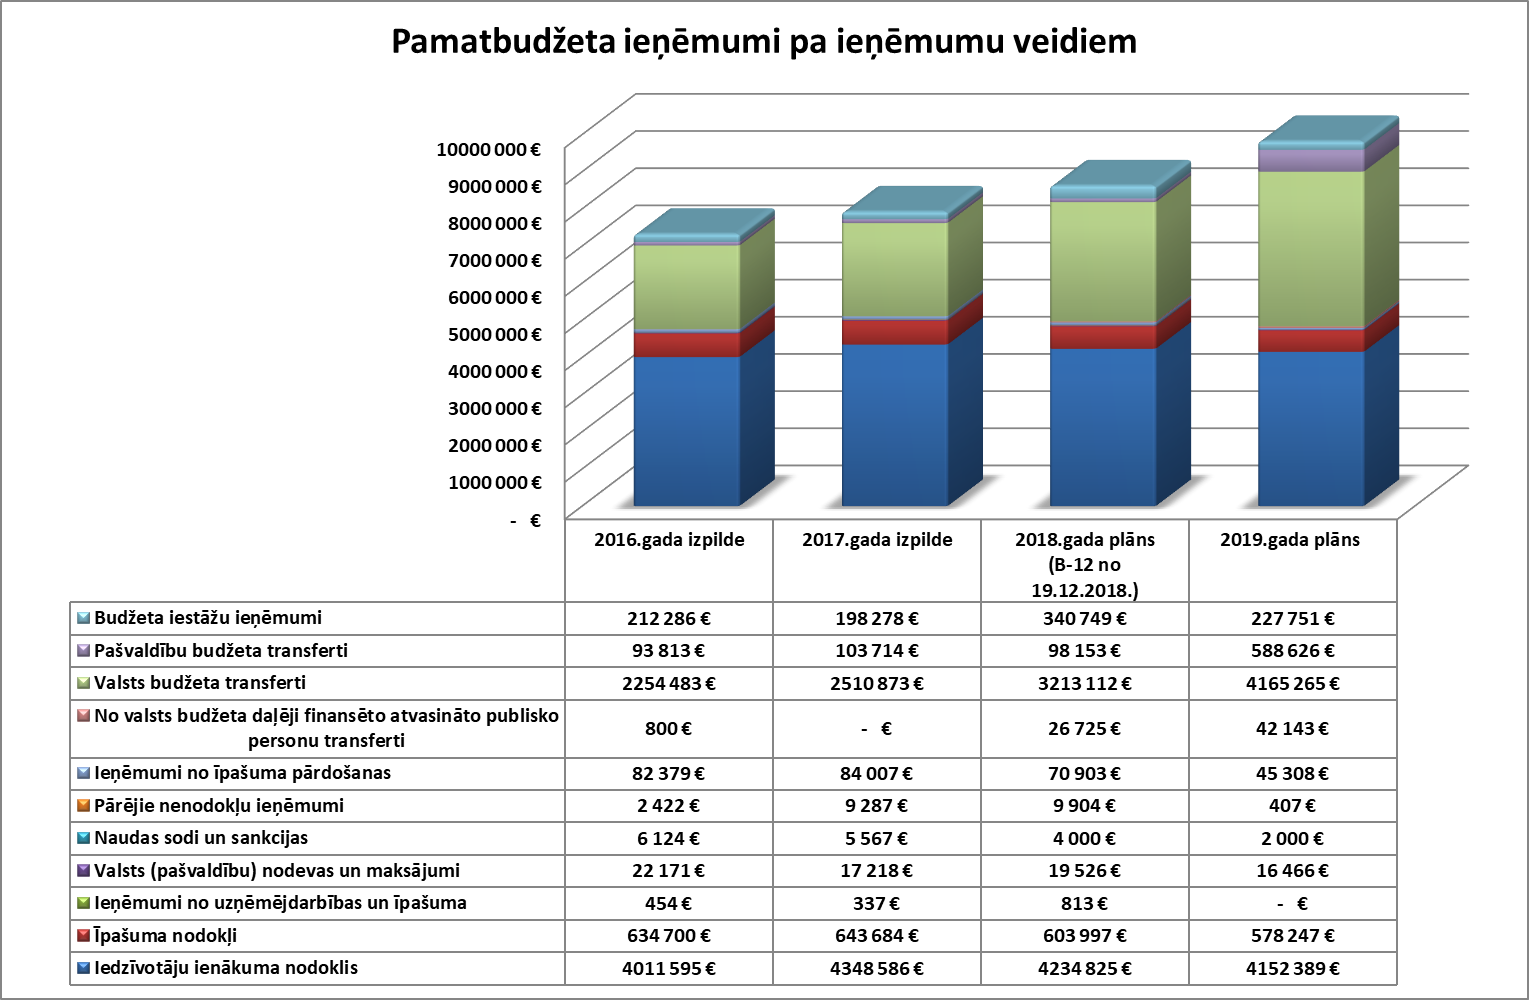 Pamatbudžeta ieņēmumi pa ieņēmumu veidiem
10000 000 €
9000 000 €
8000 000 €
7000 000 €
6000 000 €
5000 000 €
4000 000 €
3000 000 €
2000 000 €
1000 000 €
- €
2016.gada izpilde 2017.gada izpilde 2018.gada plāns 2019.gada plāns
(B-12 no
19.12.2018.)
Budžeta iestāžu ieņēmumi 212 286 € 198 278 € 340 749 € 227 751 €
Pašvaldību budžeta transferti 93 813 € 103 714 € 98 153 € 588 626 €
Valsts budžeta transferti 2254 483 € 2510 873 € 3213 112 € 4165 265 €
No valsts budžeta daļēji finansēto atvasināto publisko
personu transferti 800 € - € 26 725 € 42 143 €
Ieņēmumi no īpašuma pārdošanas 82 379 € 84 007 € 70 903 € 45 308 €
Pārējie nenodokļu ieņēmumi 2 422 € 9 287 € 9 904 € 407 €
Naudas sodi un sankcijas 6 124 € 5 567 € 4 000 € 2 000 €
Valsts (pašvaldību) nodevas un maksājumi 22 171 € 17 218 € 19 526 € 16 466 €
Ieņēmumi no uzņēmējdarbības un īpašuma 454 € 337 € 813 € - €
Īpašuma nodokļi 634 700 € 643 684 € 603 997 € 578 247 €
Iedzīvotāju ienākuma nodoklis 4011 595 € 4348 586 € 4234 825 € 4152 389 €